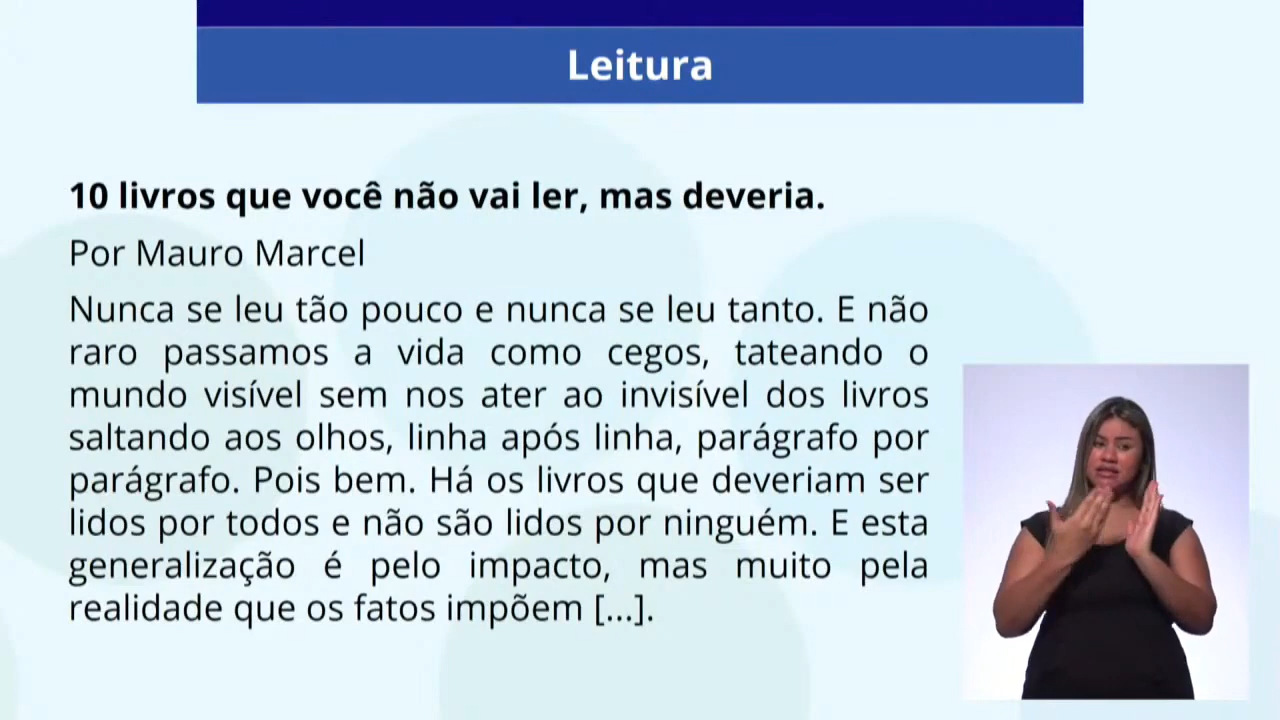 Leitura
10 livros que você não vai ler, mas deveria.
Por Mauro Marcel
Nunca se leu tão pouco e nunca se leu tanto. E não
raro passamos a vida como cegos, tateando o
mundo visível sem nos ater ao invisível dos livros
saltando aos olhos, linha após linha, parágrafo por
parágrafo. Pois bem. Há os livros que deveriam ser
lidos por todos e não são lidos por ninguém. E esta
generalização é pelo impacto, mas muito pela
realidade que os fatos impõem [...].